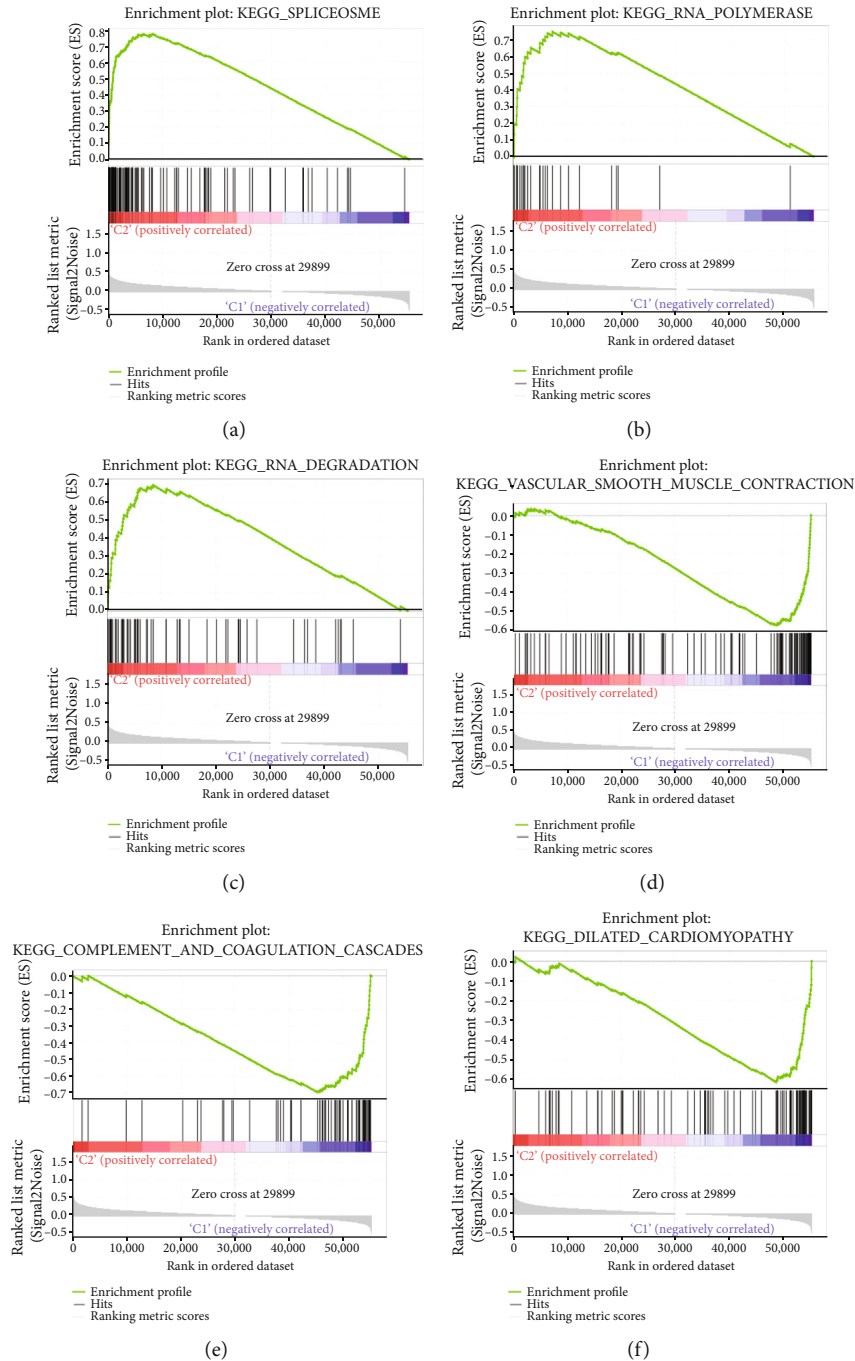 Enrichment plot: KEGG_SPLICEOSME
Enrichment score (ES)
0.8
0.7
0.6
0.5
0.4
0.3
0.2
0.1
0.0
‘C2’ (positively correlated)
Ranked list metric
(Signal2Noise)
1.5
1.0
0.5
0.0
–0.5
Zero cross at 29899
‘C1’ (negatively correlated)
0 10,000 20,000 30,000 40,000 50,000
Rank in ordered dataset
Enrichment profile
Hits
Ranking metric scores
(a)
Enrichment plot: KEGG_RNA_POLYMERASE
Enrichment score (ES)
0.7
0.6
0.5
0.4
0.3
0.2
0.1
0.0
‘C2’ (positively correlated)
Ranked list metric
(Signal2Noise)
1.5
1.0
0.5
0.0
–0.5
Zero cross at 29899
‘C1’ (negatively correlated)
0 10,000 20,000 30,000 40,000 50,000
Rank in ordered dataset
Enrichment profile
Hits
Ranking metric scores
(b)
Enrichment plot: KEGG_RNA_DEGRADATION
Enrichment score (ES)
0.7
0.6
0.5
0.4
0.3
0.2
0.1
0.0
‘C2’ (positively correlated)
Ranked list metric
(Signal2Noise)
1.5
1.0
0.5
0.0
–0.5
Zero cross at 29899
‘C1’ (negatively correlated)
0 10,000 20,000 30,000 40,000 50,000
Rank in ordered dataset
Enrichment profile
Hits
Ranking metric scores
(c)
Enrichment plot:
KEGG_VASCULAR_SMOOTH_MUSCLE_CONTRACTION
Enrichment score (ES)
0.0
–0.1
–0.2
–0.3
–0.4
–0.5
–0.6
‘C2’ (positively correlated)
Ranked list metric
(Signal2Noise)
1.5
1.0
0.5
0.0
–0.5
Zero cross at 29899
‘C1’ (negatively correlated)
0 10,000 20,000 30,000 40,000 50,000
Rank in ordered dataset
Enrichment profile
Hits
Ranking metric scores
(d)
Enrichment plot:
KEGG_COMPLEMENT_AND_COAGULATION_CASCADES
Enrichment score (ES)
0.0
–0.1
–0.2
–0.3
–0.4
–0.5
–0.6
–0.7
‘C2’ (positively correlated)
Ranked list metric
(Signal2Noise)
1.5
1.0
0.5
0.0
–0.5
Zero cross at 29899
‘C1’ (negatively correlated)
0 10,000 20,000 30,000 40,000 50,000
Rank in ordered dataset
Enrichment profile
Hits
Ranking metric scores
(e)
Enrichment plot:
KEGG_DILATED_CARDIOMYOPATHY
Enrichment score (ES)
0.0
–0.1
–0.2
–0.3
–0.4
–0.5
–0.6
‘C2’ (positively correlated)
Ranked list metric
(Signal2Noise)
1.5
1.0
0.5
0.0
–0.5
Zero cross at 29899
‘C1’ (negatively correlated)
0 10,000 20,000 30,000 40,000 50,000
Rank in ordered dataset
Enrichment profile
Hits
Ranking metric scores
(f)